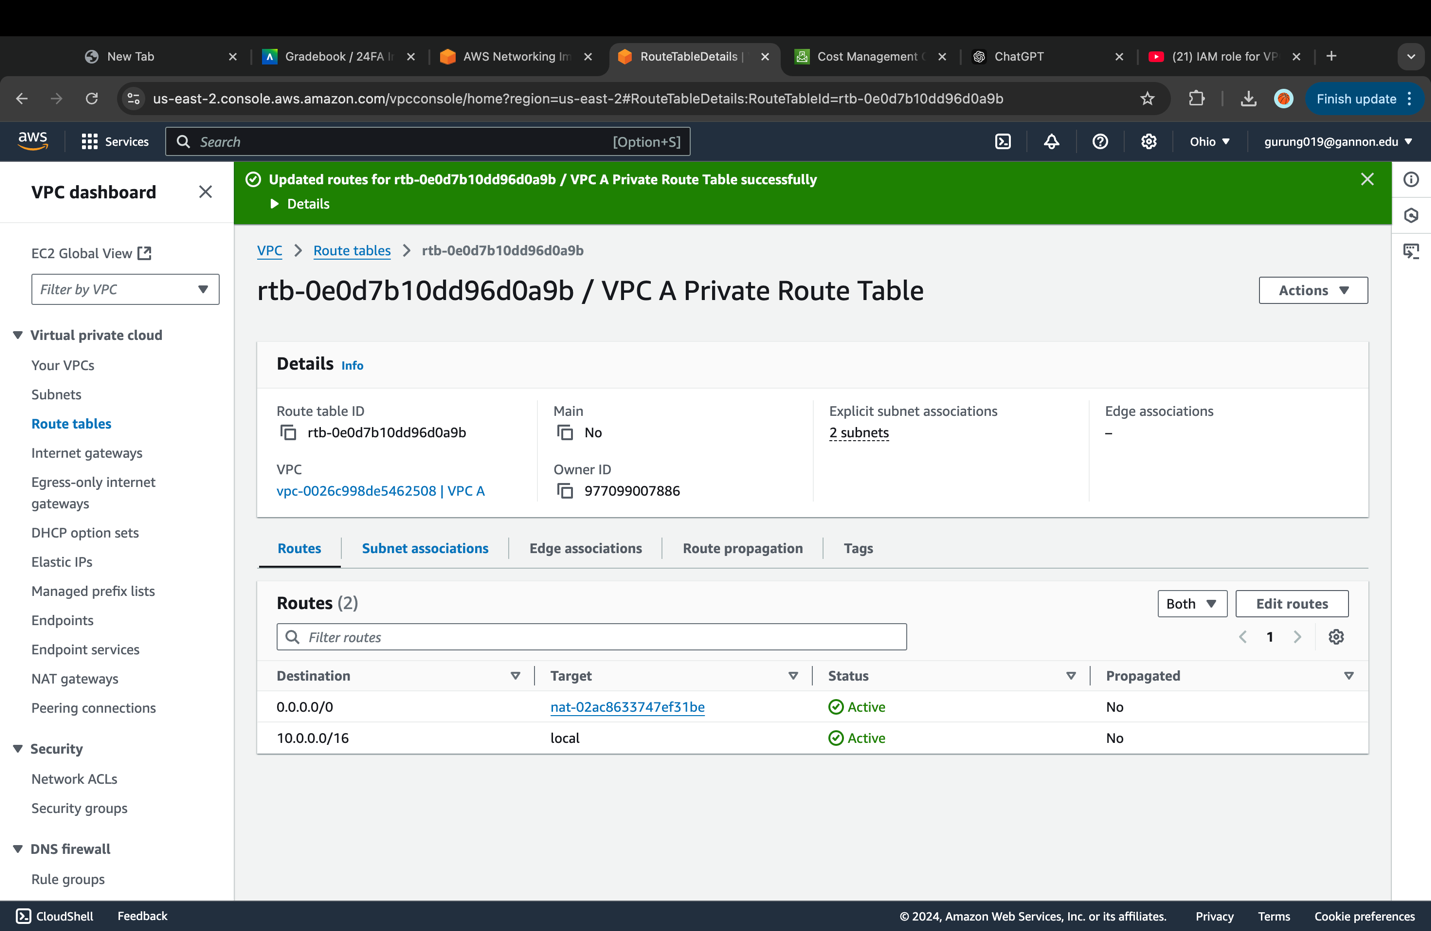 New Tab
Gradebook / 24FA I
AWS Networking Im
RouteTableDetails |
Cost Management C
ChatGPT
(21) IAM role for VP
us-east-2.console.aws.amazon.com/vpcconsole/home?region=us-east-2#RouteTableDetails:RouteTableId=rtb-0e0d7b10dd96d0a9b
Finish update
aws
Services
Search
[Option+S]
Ohio
gurung019@gannon.edu
VPC dashboard
EC2 Global View
Filter by VPC
Virtual private cloud
Your VPCs
Subnets
Route tables
Internet gateways
Egress-only internet
gateways
DHCP option sets
Elastic IPs
Managed prefix lists
Endpoints
Endpoint services
NAT gateways
Peering connections
Security
Network ACLs
Security groups
DNS firewall
Rule groups
Updated routes for rtb-0e0d7b10dd96d0a9b / VPC A Private Route Table successfully
Details
VPC > Route tables > rtb-0e0d7b10dd96d0a9b
rtb-0e0d7b10dd96d0a9b / VPC A Private Route Table
Actions
Details Info
Route table ID
rtb-0e0d7b10dd96d0a9b
Main
No
Explicit subnet associations
2 subnets
Edge associations
–
VPC
vpc-0026c998de5462508 | VPC A
Owner ID
977099007886
Routes
Subnet associations
Edge associations
Route propagation
Tags
Routes (2)
Both
Edit routes
Filter routes
1
Destination Target Status Propagated
0.0.0.0/0 nat-02ac8633747ef31be Active No
10.0.0.0/16 local Active No
CloudShell
Feedback
© 2024, Amazon Web Services, Inc. or its affiliates.
Privacy
Terms
Cookie preferences